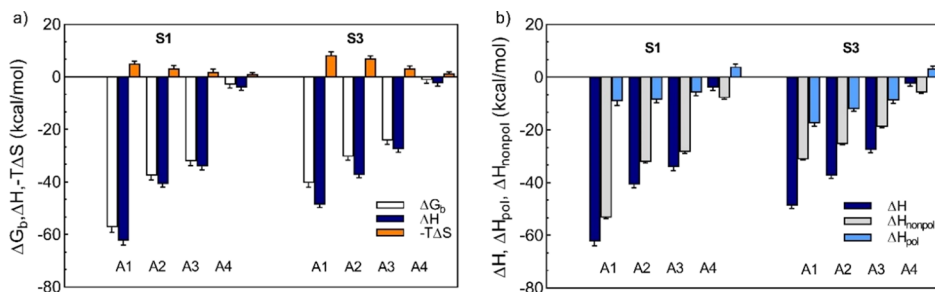 a)
S1 S3
20
0
-20
-40
-60
-80
ΔG_b,ΔH,-TΔS (kcal/mol)
ΔG_b
ΔH
-TΔS
A1 A2 A3 A4 A1 A2 A3 A4
b)
S1 S3
20
0
-20
-40
-60
-80
ΔH, ΔH_pol, ΔH_nonpol (kcal/mol)
ΔH
ΔH_nonpol
ΔH_pol
A1 A2 A3 A4 A1 A2 A3 A4